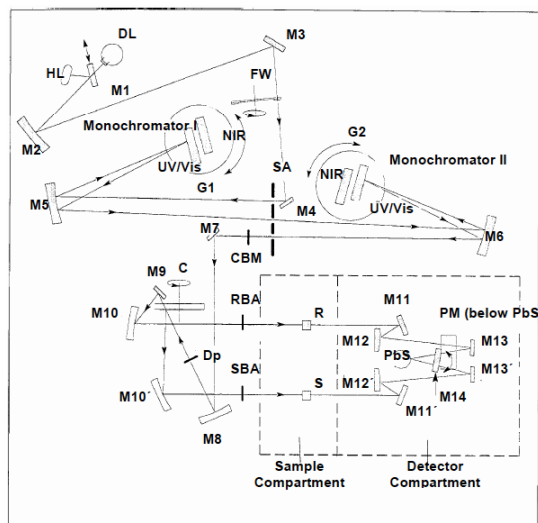 DL
M3
HL
FW
M1
Monochromator I
NIR
G2
M2
Monochromator II
UV/Vis
SA
NIR
G1
M5
M4
UV/Vis
M7
M6
CBM
M9
C
M10
RBA
R
M11
PM (below PbS
M12
M13
PbS
Dp
M13´
SBA
S
M12´
M14
M10´
M11´
M8
Sample
Compartment
Detector
Compartment